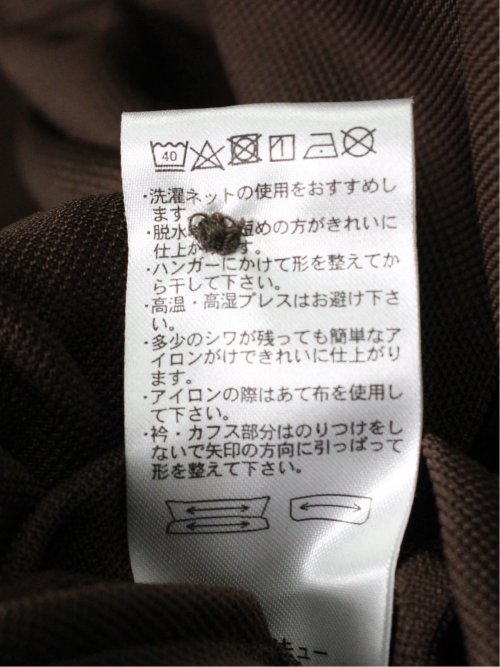 40
・洗濯ネットの使用をおすすめし
ます
・脱水 短めの方がきれいに
仕上が ます。
・ハンガーにかけて形を整えてか
ら干して下さい。
・高温・高湿プレスはお避け下さ
い。
・多少のシワが残っても簡単なア
イロンがけできれいに仕上がり
ます。
・アイロンの際はあて布を使用し
て下さい。
・衿・カフス部分はのりつけをし
ないで矢印の方向に引っぱって
形を整えて下さい。
キュー